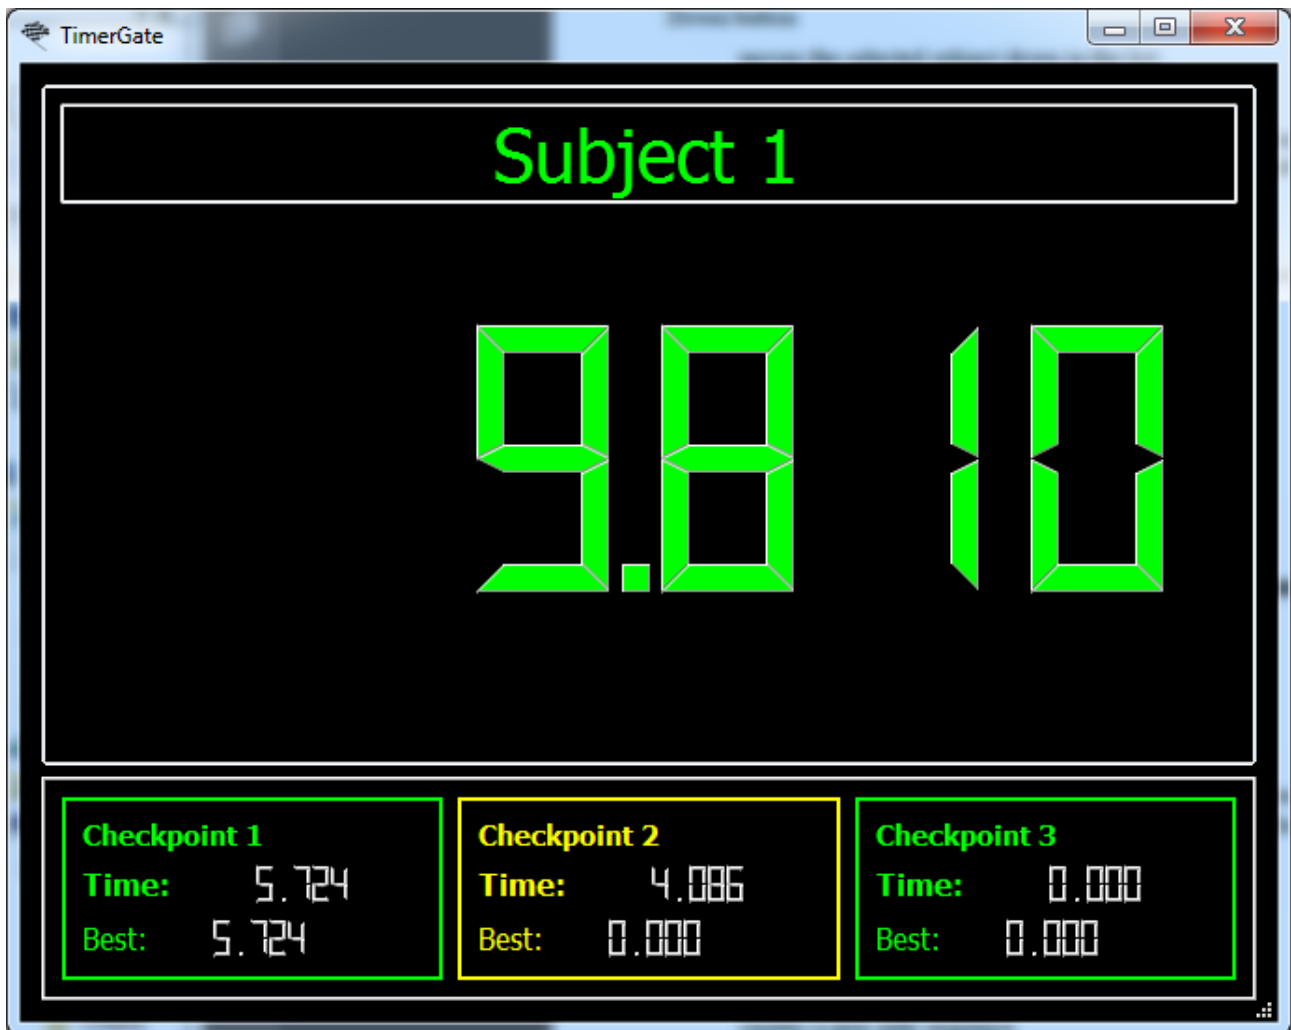 TimerGate
Subject 1
9.810
Checkpoint 1
Time: 5.724
Best: 5.724
Checkpoint 2
Time: 4.086
Best: 0.000
Checkpoint 3
Time: 0.000
Best: 0.000